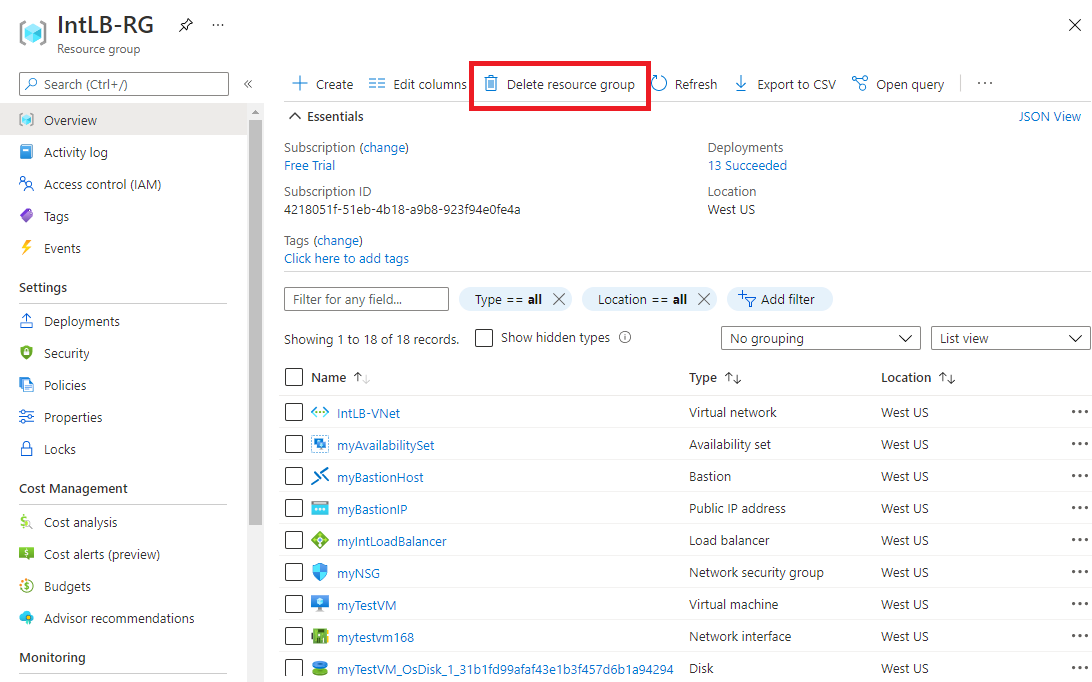 IntLB-RG
Resource group
Search (Ctrl+/)
Overview
Activity log
Access control (IAM)
Tags
Events
Settings
Deployments
Security
Policies
Properties
Locks
Cost Management
Cost analysis
Cost alerts (preview)
Budgets
Advisor recommendations
Monitoring
Create Edit columns Delete resource group Refresh Export to CSV Open query
Essentials JSON View
Subscription (change) Deployments
Free Trial 13 Succeeded
Subscription ID Location
4218051f-51eb-4b18-a9b8-923f94e0fe4a West US
Tags (change)
Click here to add tags
Filter for any field... Type == all Location == all Add filter
Showing 1 to 18 of 18 records. Show hidden types No grouping List view
Name Type Location
IntLB-VNet Virtual network West US
myAvailabilitySet Availability set West US
myBastionHost Bastion West US
myBastionIP Public IP address West US
myIntLoadBalancer Load balancer West US
myNSG Network security group West US
myTestVM Virtual machine West US
mytestvm168 Network interface West US
myTestVM_OsDisk_1_31b1fd99afaf43e1b3f457d6b1a94294 Disk West US